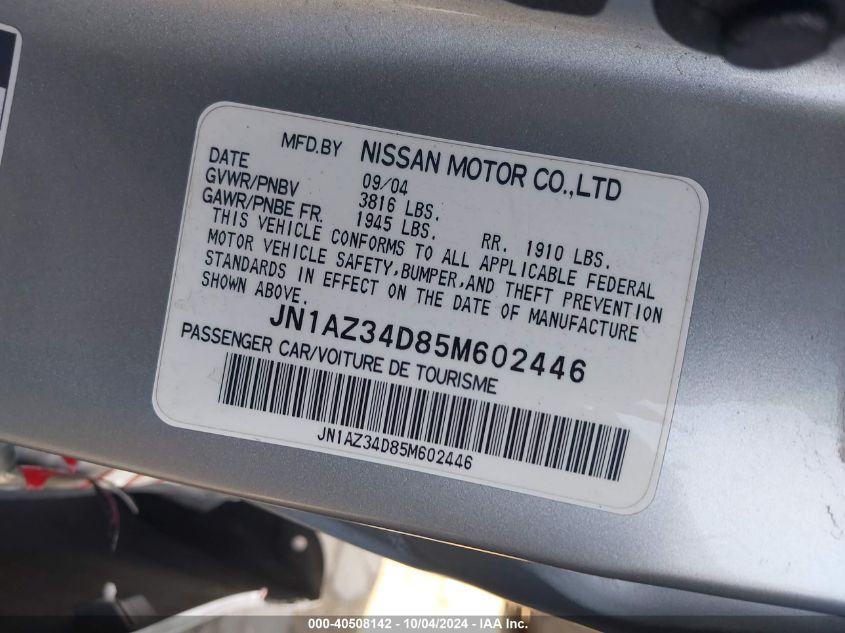 MFD.BY NISSAN MOTOR CO.,LTD
DATE 09/04
GVWR/PNBV 3816 LBS.
GAWR/PNBE FR. 1945 LBS. RR. 1910 LBS.
THIS VEHICLE CONFORMS TO ALL APPLICABLE FEDERAL
MOTOR VEHICLE SAFETY,BUMPER,AND THEFT PREVENTION
STANDARDS IN EFFECT ON THE DATE OF MANUFACTURE
SHOWN ABOVE.
JN1AZ34D85M602446
PASSENGER CAR/VOITURE DE TOURISME
JN1AZ34D85M602446
000-40508142 - 10/04/2024 - IAA Inc.